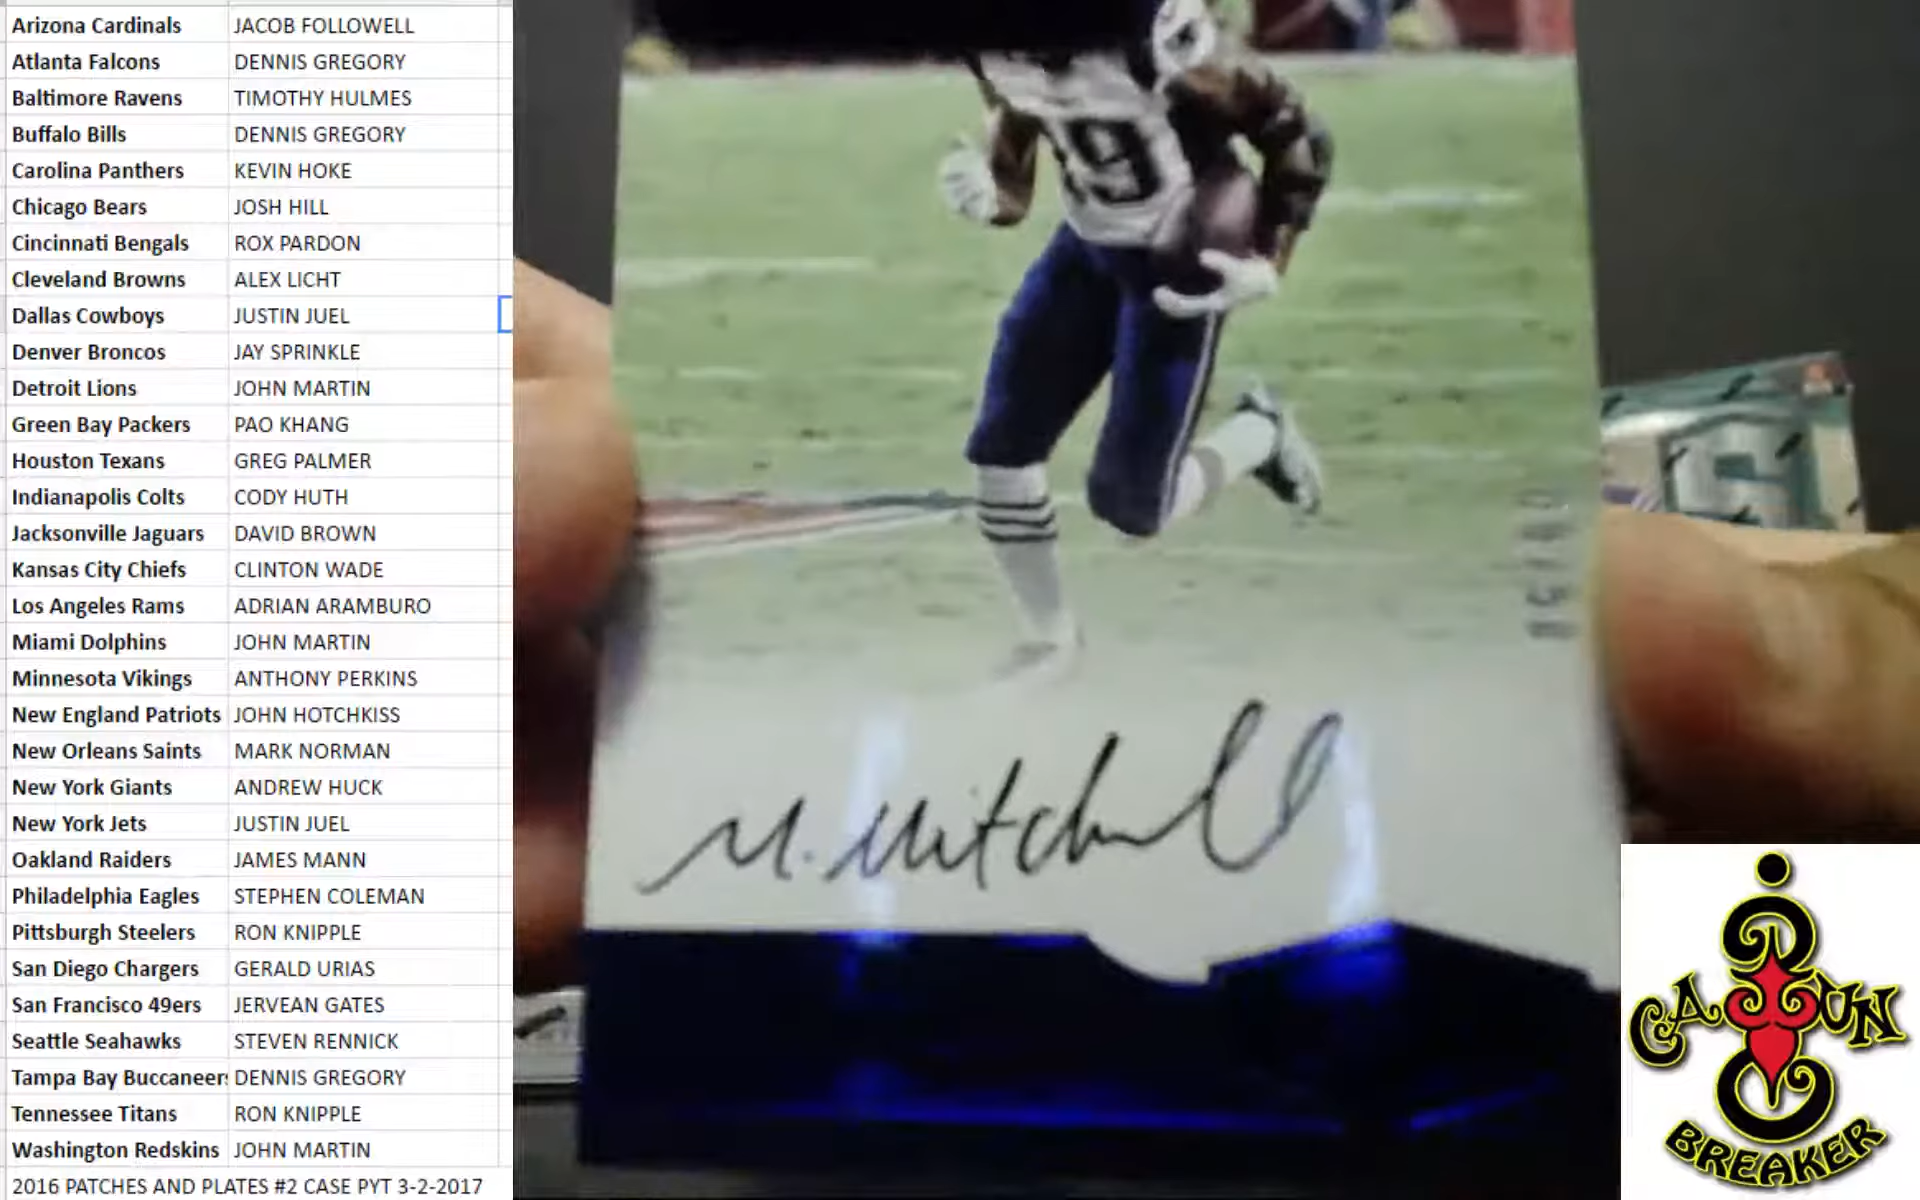 Arizona Cardinals JACOB FOLLOWELL
Atlanta Falcons DENNIS GREGORY
Baltimore Ravens TIMOTHY HULMES
Buffalo Bills DENNIS GREGORY
Carolina Panthers KEVIN HOKE
Chicago Bears JOSH HILL
Cincinnati Bengals ROX PARDON
Cleveland Browns ALEX LICHT
Dallas Cowboys JUSTIN JUEL
Denver Broncos JAY SPRINKLE
Detroit Lions JOHN MARTIN
Green Bay Packers PAO KHANG
Houston Texans GREG PALMER
Indianapolis Colts CODY HUTH
Jacksonville Jaguars DAVID BROWN
Kansas City Chiefs CLINTON WADE
Los Angeles Rams ADRIAN ARAMBURO
Miami Dolphins JOHN MARTIN
Minnesota Vikings ANTHONY PERKINS
New England Patriots JOHN HOTCHKISS
New Orleans Saints MARK NORMAN
New York Giants ANDREW HUCK
New York Jets JUSTIN JUEL
Oakland Raiders JAMES MANN
Philadelphia Eagles STEPHEN COLEMAN
Pittsburgh Steelers RON KNIPPLE
San Diego Chargers GERALD URIAS
San Francisco 49ers JERVEAN GATES
Seattle Seahawks STEVEN RENNICK
Tampa Bay Buccaneers DENNIS GREGORY
Tennessee Titans RON KNIPPLE
Washington Redskins JOHN MARTIN
2016 PATCHES AND PLATES #2 CASE PYT 3-2-2017
19
M. Mitchell
CAJUN
BREAKER